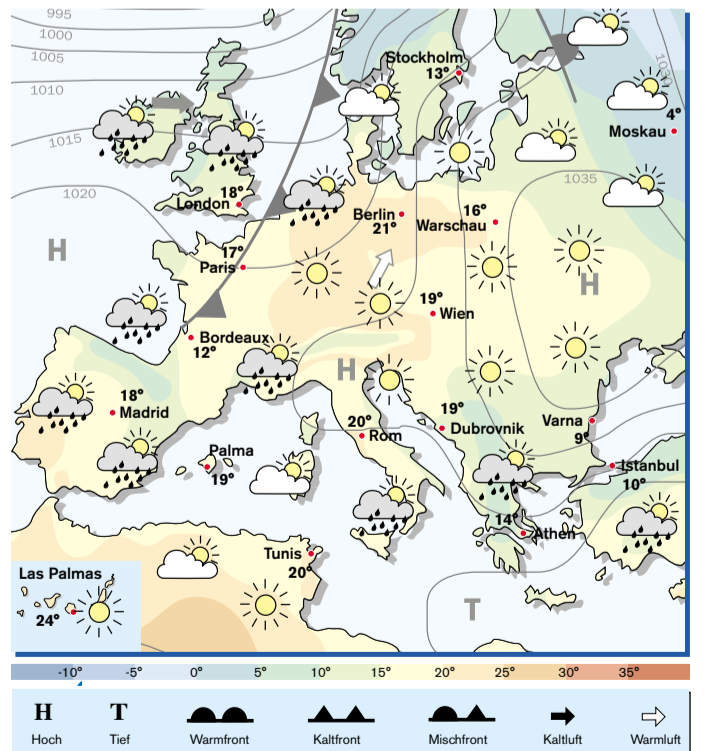 995
1000
1005
1010
1015
1020
Stockholm
13°
4°
Moskau
1035
18°
London
Berlin
21°
16°
Warschau
H
17°
Paris
H
19°
Wien
Bordeaux
12°
H
18°
Madrid
19°
Dubrovnik
Varna
9°
20°
Rom
Palma
19°
Istanbul
10°
14°
Athen
Tunis
20°
Las Palmas
24°
T
-10° -5° 0° 5° 10° 15° 20° 25° 30° 35°
H T
Hoch Tief Warmfront Kaltfront Mischfront Kaltluft Warmluft